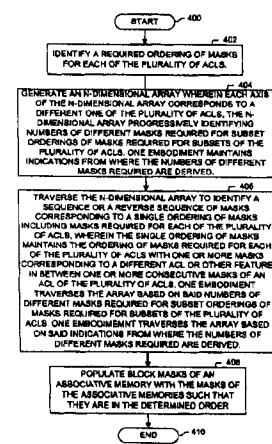 START
400
402
IDENTIFY A REQUIRED ORDERING OF MASKS
FOR EACH OF THE PLURALITY OF ACLS.
404
GENERATE AN N-DIMENSIONAL ARRAY WHEREIN EACH AXIS
OF THE N-DIMENSIONAL ARRAY CORRESPONDS TO A
DIFFERENT ONE OF THE PLURALITY OF ACLS, THE N-
DIMENSIONAL ARRAY PROGRESSIVELY IDENTIFYING
NUMBERS OF DIFFERENT MASKS REQUIRED FOR SUBSET
ORDERINGS OF MASKS REQUIRED FOR SUBSETS OF THE
PLURALITY OF ACLS. ONE EMBODIMENT MAINTAINS
INDICATIONS FROM WHERE THE NUMBERS OF DIFFERENT
MASKS REQUIRED ARE DERIVED.
406
TRAVERSE THE N-DIMENSIONAL ARRAY TO IDENTIFY A
SEQUENCE OR A REVERSE SEQUENCE OF MASKS
CORRESPONDING TO A SINGLE ORDERING OF MASKS
INCLUDING MASKS REQUIRED FOR EACH OF THE PLURALITY
OF ACLS, WHEREIN THE SINGLE ORDERING OF MASKS
MAINTAINS THE ORDERING OF MASKS REQUIRED FOR EACH
OF THE PLURALITY OF ACLS WITH ONE OR MORE MASKS
CORRESPONDING TO A DIFFERENT ACL OR OTHER FEATURE
IN BETWEEN ONE OR MORE CONSECUTIVE MASKS OF AN
ACL OF THE PLURALITY OF ACLS. ONE EMBODIMENT
TRAVERSES THE ARRAY BASED ON SAID NUMBERS OF
DIFFERENT MASKS REQUIRED FOR SUBSET ORDERINGS OF
MASKS REQUIRED FOR SUBSETS OF THE PLURALITY OF
ACLS. ONE EMBODIMEMNT TRAVERSES THE ARRAY BASED
ON SAID INDICATIONS FROM WHERE THE NUMBERS OF
DIFFERENT MASKS REQUIRED ARE DERIVED.
408
POPULATE BLOCK MASKS OF AN
ASSOCIATIVE MEMORY WITH THE MASKS OF
THE ASSOCIATIVE MEMORIES SUCH THAT
THEY ARE IN THE DETERMINED ORDER
END
410